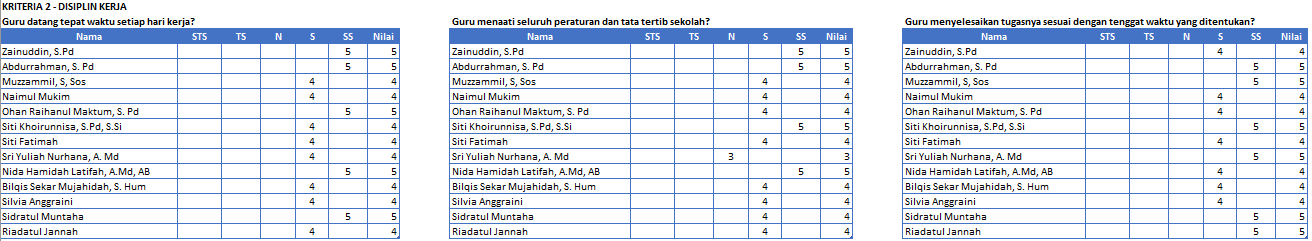 KRITERIA 2 - DISIPLIN KERJA
Guru datang tepat waktu setiap hari kerja?
Nama STS TS N S SS Nilai
Zainuddin, S.Pd 5 5
Abdurrahman, S. Pd 5 5
Muzzammil, S, Sos 4 4
Naimul Mukim 4 4
Ohan Raihanul Maktum, S. Pd 5 5
Siti Khoirunnisa, S.Pd, S.Si 4 4
Siti Fatimah 4 4
Sri Yuliah Nurhana, A. Md 4 4
Nida Hamidah Latifah, A.Md, AB 5 5
Bilqis Sekar Mujahidah, S. Hum 4 4
Silvia Anggraini 4 4
Sidratul Muntaha 5 5
Riadatul Jannah 4 4
Guru menaati seluruh peraturan dan tata tertib sekolah?
Nama STS TS N S SS Nilai
Zainuddin, S.Pd 5 5
Abdurrahman, S. Pd 5 5
Muzzammil, S, Sos 4 4
Naimul Mukim 4 4
Ohan Raihanul Maktum, S. Pd 4 4
Siti Khoirunnisa, S.Pd, S.Si 5 5
Siti Fatimah 4 4
Sri Yuliah Nurhana, A. Md 3 3
Nida Hamidah Latifah, A.Md, AB 5 5
Bilqis Sekar Mujahidah, S. Hum 4 4
Silvia Anggraini 4 4
Sidratul Muntaha 4 4
Riadatul Jannah 4 4
Guru menyelesaikan tugasnya sesuai dengan tenggat waktu yang ditentukan?
Nama STS TS N S SS Nilai
Zainuddin, S.Pd 4 4
Abdurrahman, S. Pd 5 5
Muzzammil, S, Sos 5 5
Naimul Mukim 4 4
Ohan Raihanul Maktum, S. Pd 4 4
Siti Khoirunnisa, S.Pd, S.Si 5 5
Siti Fatimah 4 4
Sri Yuliah Nurhana, A. Md 5 5
Nida Hamidah Latifah, A.Md, AB 4 4
Bilqis Sekar Mujahidah, S. Hum 4 4
Silvia Anggraini 4 4
Sidratul Muntaha 5 5
Riadatul Jannah 5 5